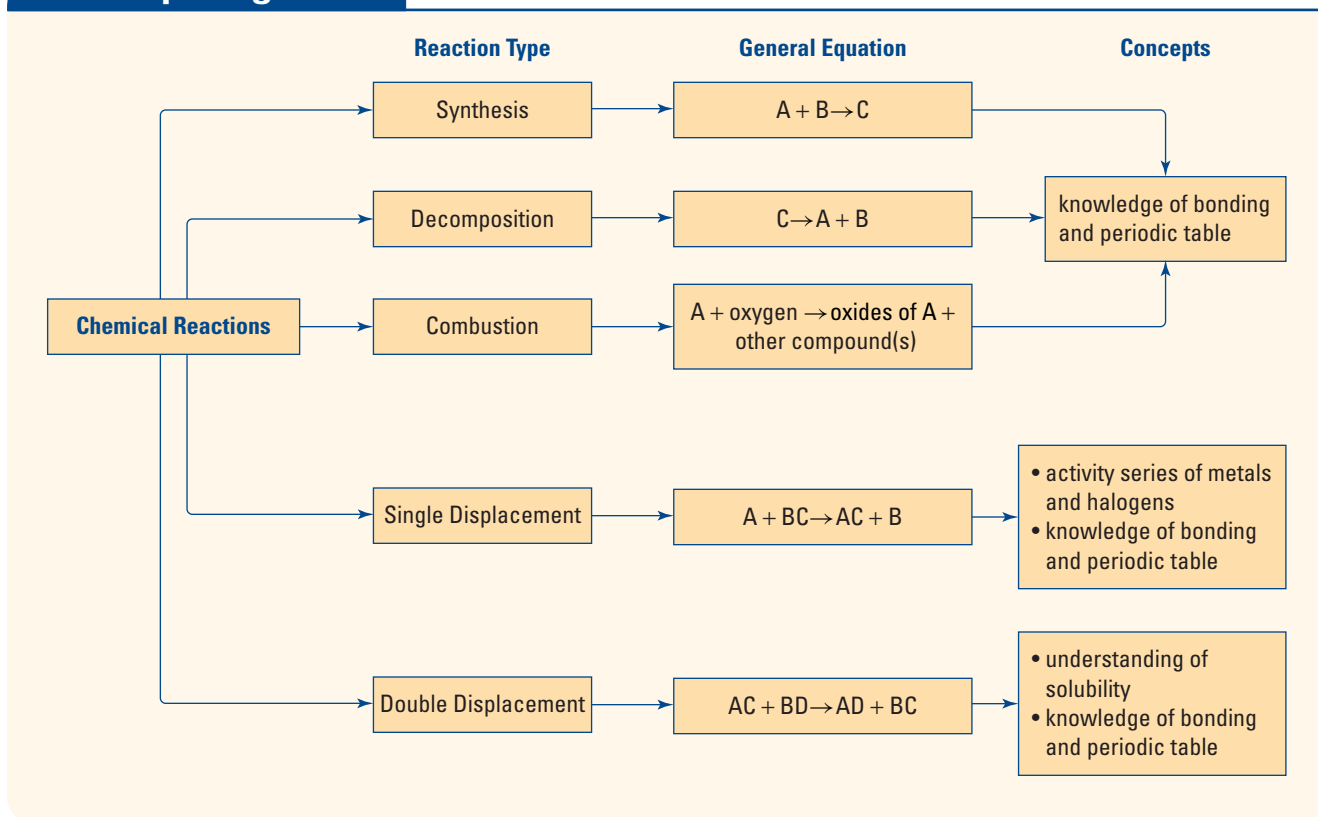 Reaction Type
General Equation
Concepts
Synthesis
A + B→C
Decomposition
C→A + B
knowledge of bonding
and periodic table
Chemical Reactions
Combustion
A + oxygen →oxides of A +
other compound(s)
Single Displacement
A + BC→AC + B
• activity series of metals
and halogens
• knowledge of bonding
and periodic table
Double Displacement
AC + BD→AD + BC
• understanding of
solubility
• knowledge of bonding
and periodic table